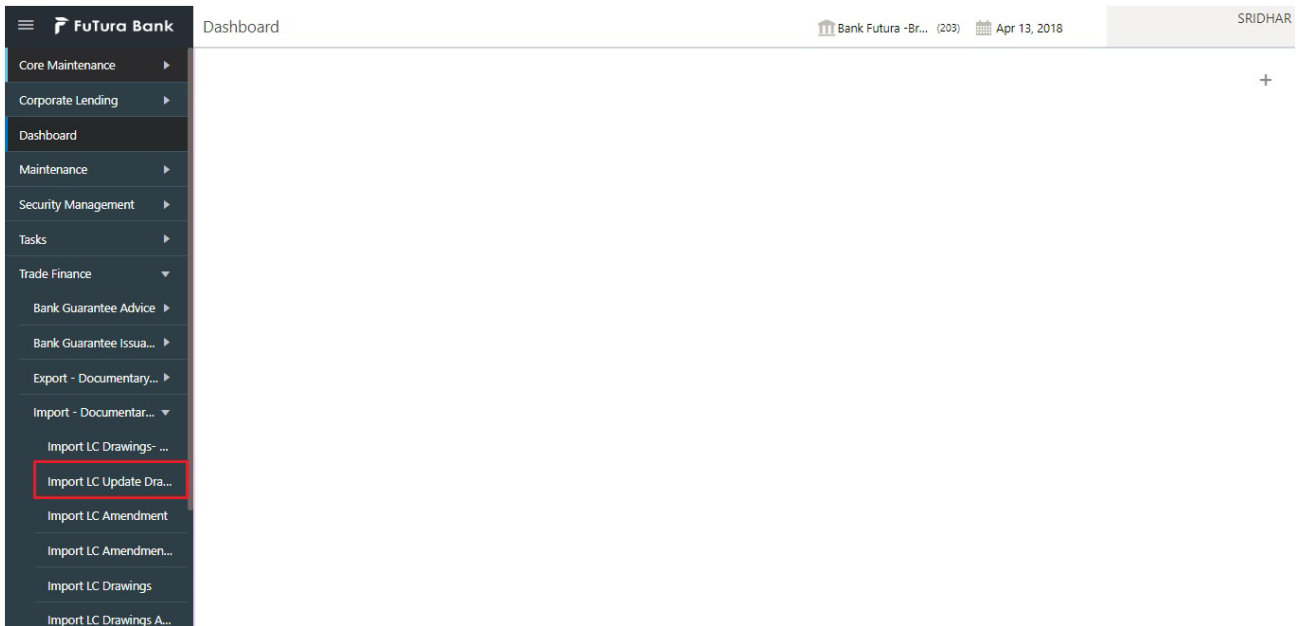 FuTura Bank
Dashboard
Bank Futura -Br... (203)
Apr 13, 2018
SRIDHAR
Core Maintenance
Corporate Lending
Dashboard
Maintenance
Security Management
Tasks
Trade Finance
Bank Guarantee Advice
Bank Guarantee Issua...
Export - Documentary...
Import - Documentar...
Import LC Drawings- ...
Import LC Update Dra...
Import LC Amendment
Import LC Amendmen...
Import LC Drawings
Import LC Drawings A...